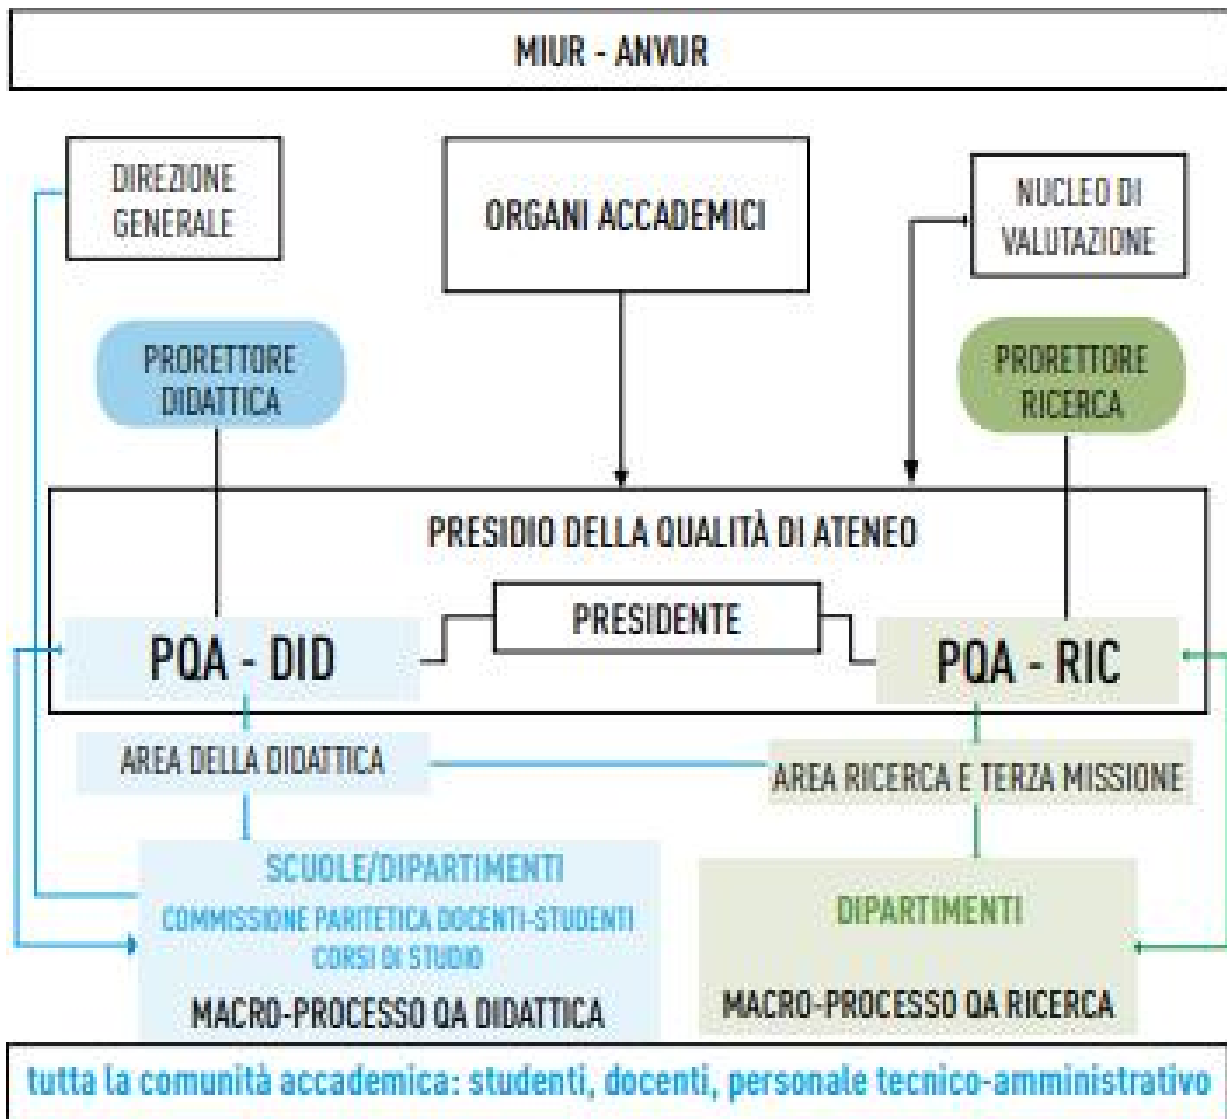 MIUR - ANVUR
DIREZIONE
GENERALE
ORGANI ACCADEMICI
NUCLEO DI
VALUTAZIONE
PRORETTORE
DIDATTICA
PRORETTORE
RICERCA
PRESIDIO DELLA QUALITÀ DI ATENEO
PRESIDENTE
PQA - DID
PQA - RIC
AREA DELLA DIDATTICA
AREA RICERCA E TERZA MISSIONE
SCUOLE/DIPARTIMENTI
COMMISSIONE PARITETICA DOCENTI-STUDENTI
CORSI DI STUDIO
MACRO-PROCESSO QA DIDATTICA
DIPARTIMENTI
MACRO-PROCESSO QA RICERCA
tutta la comunità accademica: studenti, docenti, personale tecnico-amministrativo